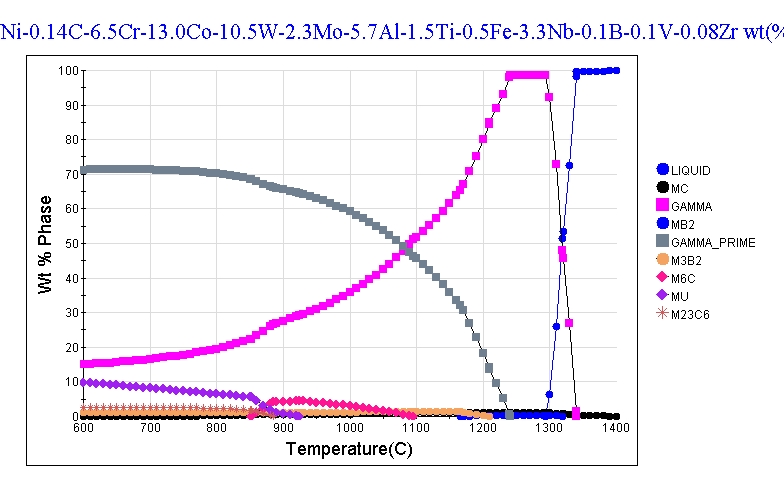 Ni-0.14C-6.5Cr-13.0Co-10.5W-2.3Mo-5.7Al-1.5Ti-0.5Fe-3.3Nb-0.1B-0.1V-0.08Zr wt(%
100
90
80
70
60
50
40
30
20
10
0
Wt % Phase
600 700 800 900 1000 1100 1200 1300 1400
Temperature(C)
LIQUID
MC
GAMMA
MB2
GAMMA_PRIME
M3B2
M6C
MU
M23C6